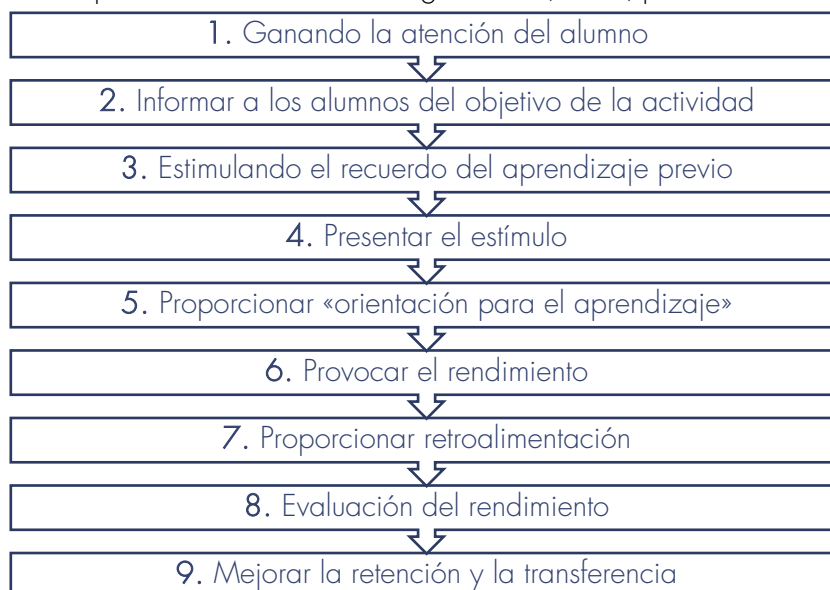 1. Ganando la atención del alumno
2. Informar a los alumnos del objetivo de la actividad
3. Estimulando el recuerdo del aprendizaje previo
4. Presentar el estímulo
5. Proporcionar «orientación para el aprendizaje»
6. Provocar el rendimiento
7. Proporcionar retroalimentación
8. Evaluación del rendimiento
9. Mejorar la retención y la transferencia